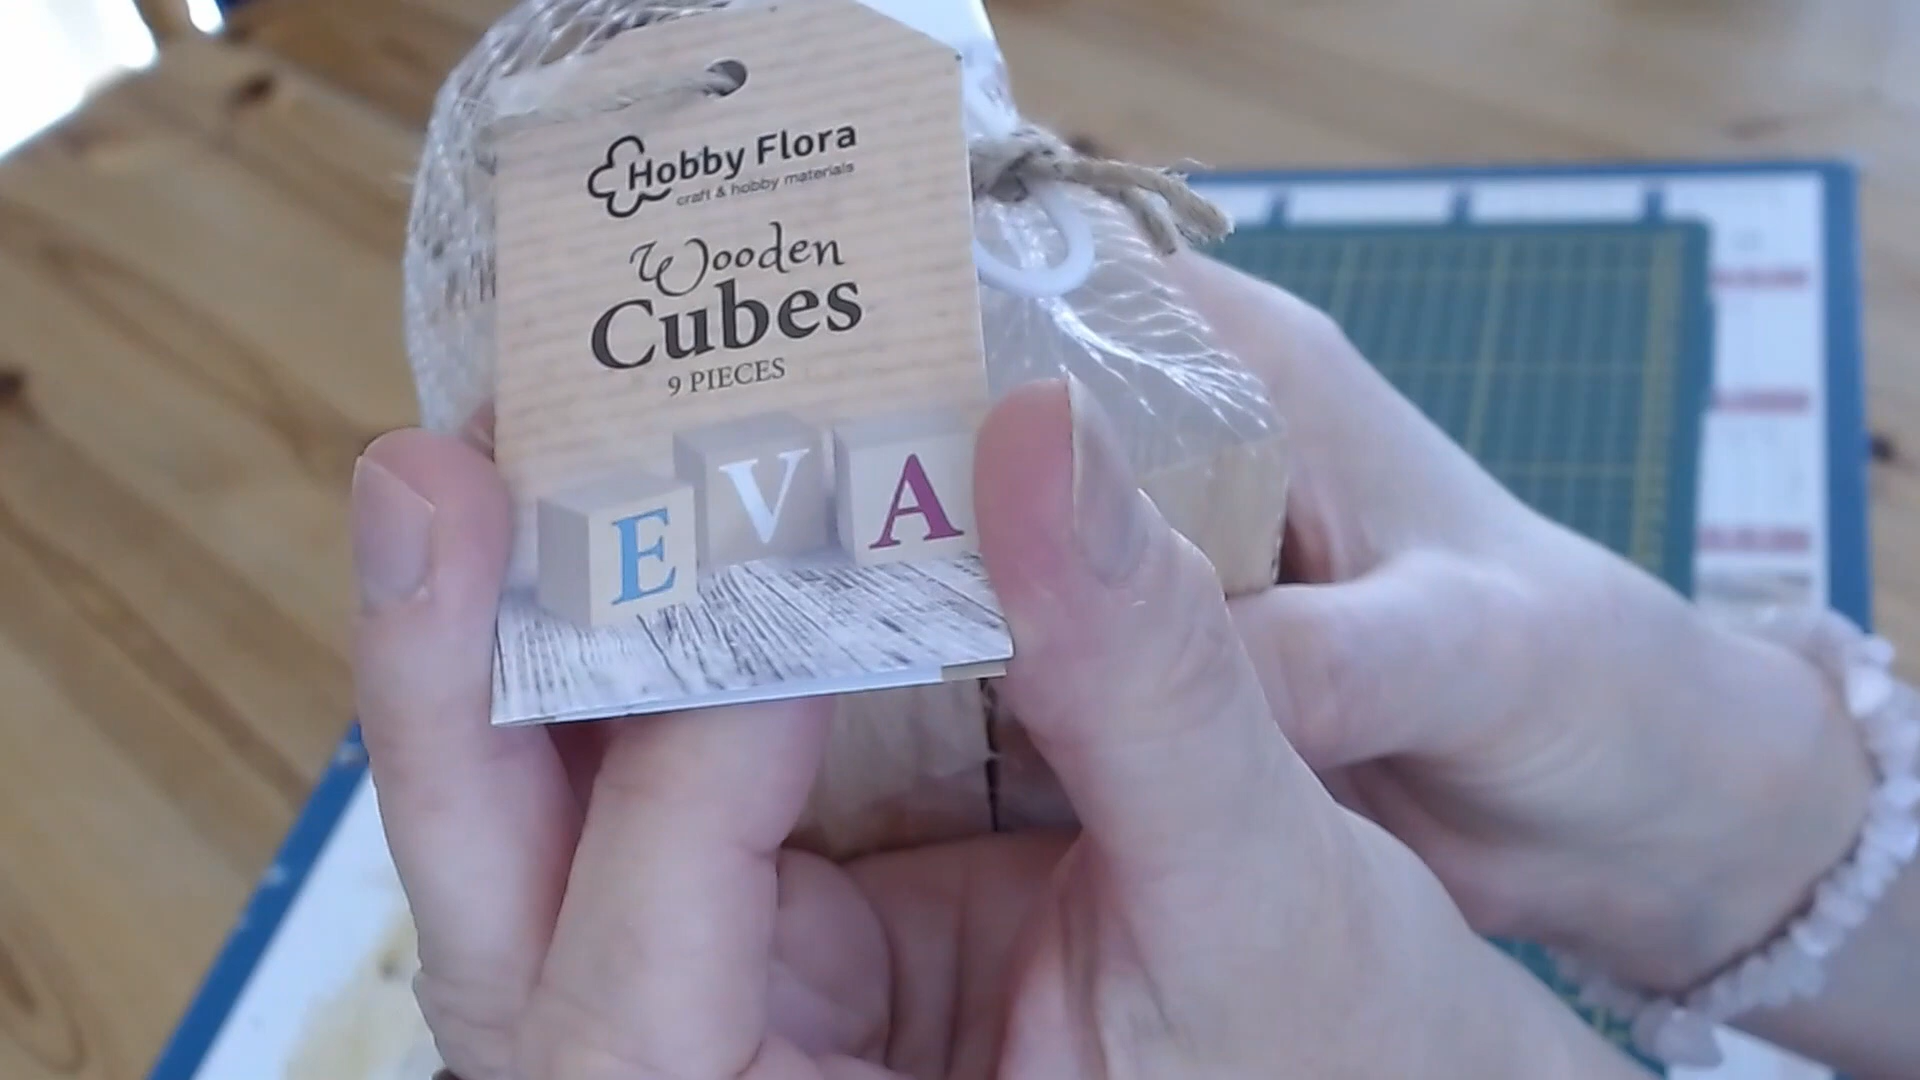 Hobby Flora
craft & hobby materials
Wooden
Cubes
9 PIECES
E V A